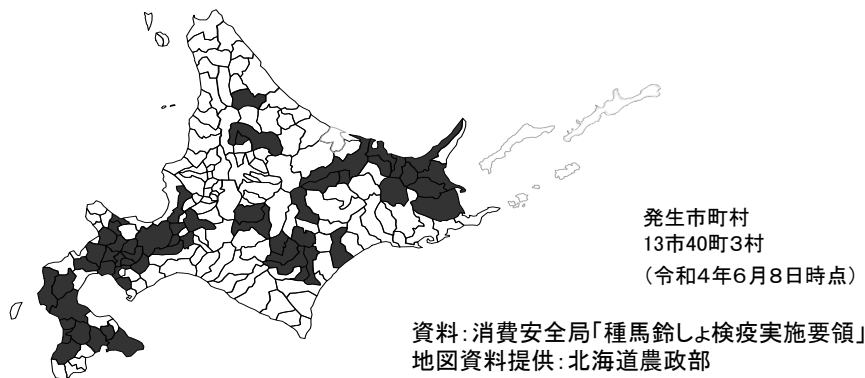 発生市町村
13市40町3村
（令和4年6月8日時点）
資料：消費安全局「種馬鈴しょ検疫実施要領」
地図資料提供：北海道農政部